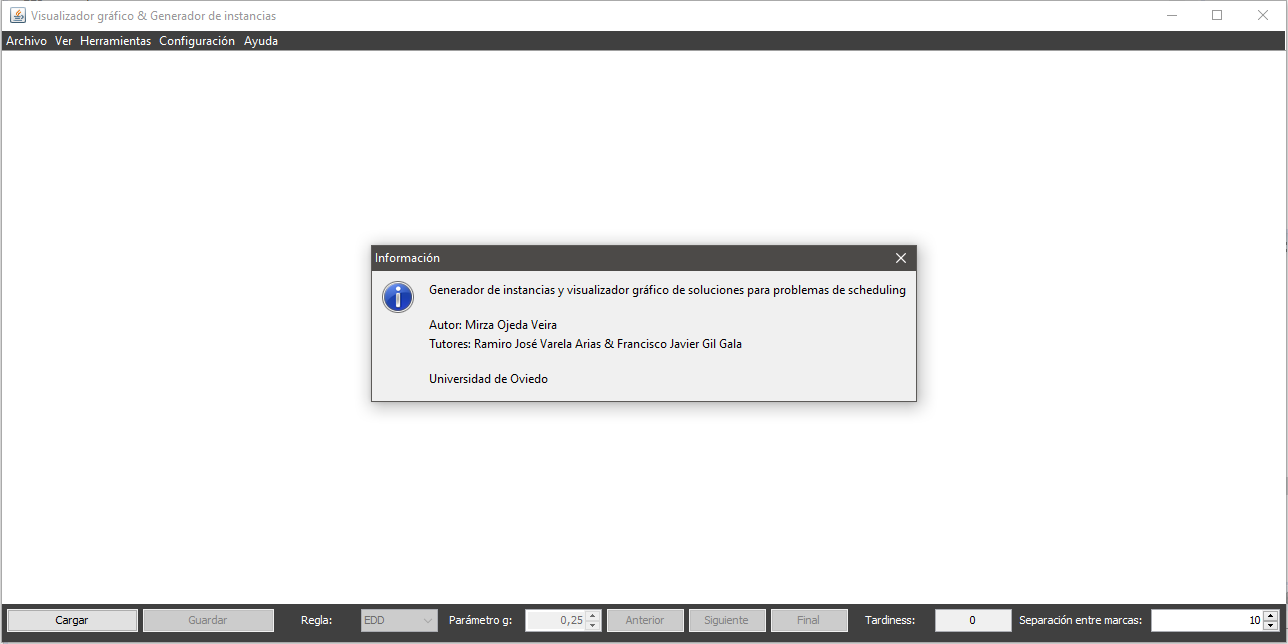 Visualizador gráfico & Generador de instancias
Archivo Ver Herramientas Configuración Ayuda
Información
Generador de instancias y visualizador gráfico de soluciones para problemas de scheduling
Autor: Mirza Ojeda Veira
Tutores: Ramiro José Varela Arias & Francisco Javier Gil Gala
Universidad de Oviedo
Cargar Guardar Regla: EDD Parámetro g: 0,25 Anterior Siguiente Final Tardiness: 0 Separación entre marcas: 10